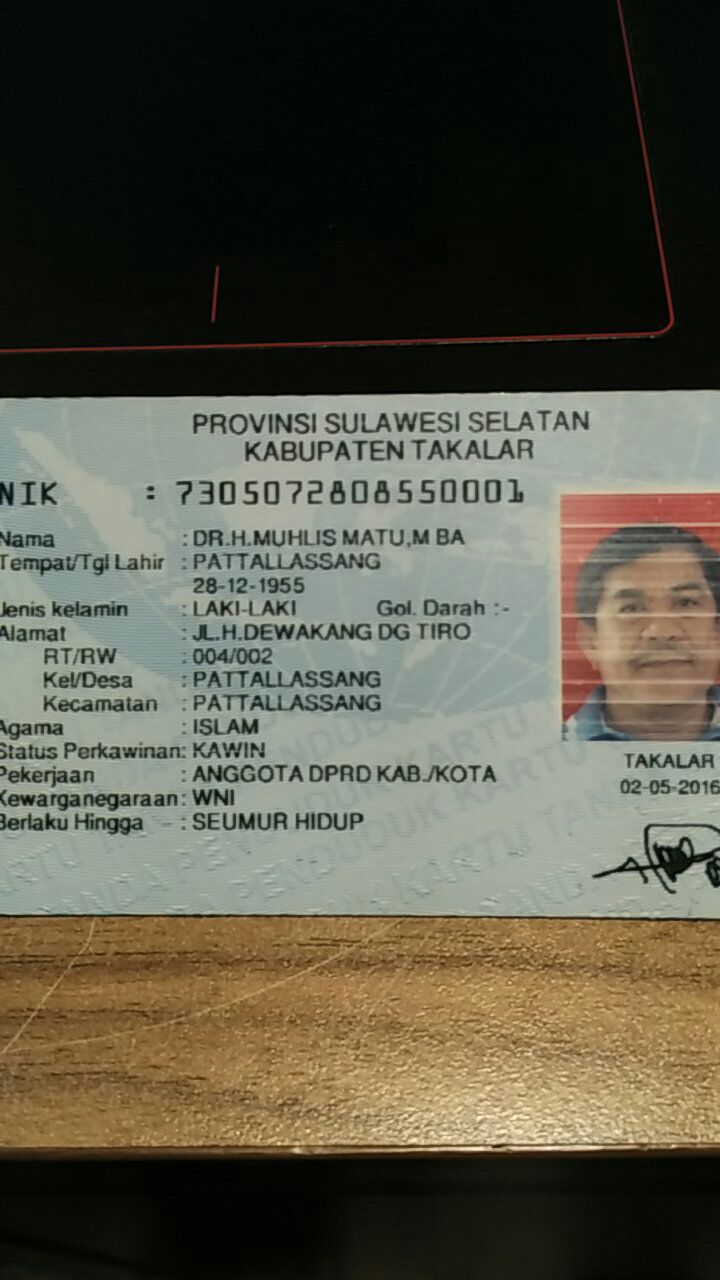 PROVINSI SULAWESI SELATAN
KABUPATEN TAKALAR
NIK : 7305072808550001
Nama : DR.H.MUHLIS MATU,M BA
Tempat/Tgl Lahir : PATTALLASSANG
28-12-1955
Jenis kelamin : LAKI-LAKI Gol. Darah :-
Alamat : JL.H.DEWAKANG DG TIRO
RT/RW : 004/002
Kel/Desa : PATTALLASSANG
Kecamatan : PATTALLASSANG
Agama : ISLAM
Status Perkawinan: KAWIN
Pekerjaan : ANGGOTA DPRD KAB./KOTA
Kewarganegaraan: WNI
Berlaku Hingga : SEUMUR HIDUP
TAKALAR
02-05-2016